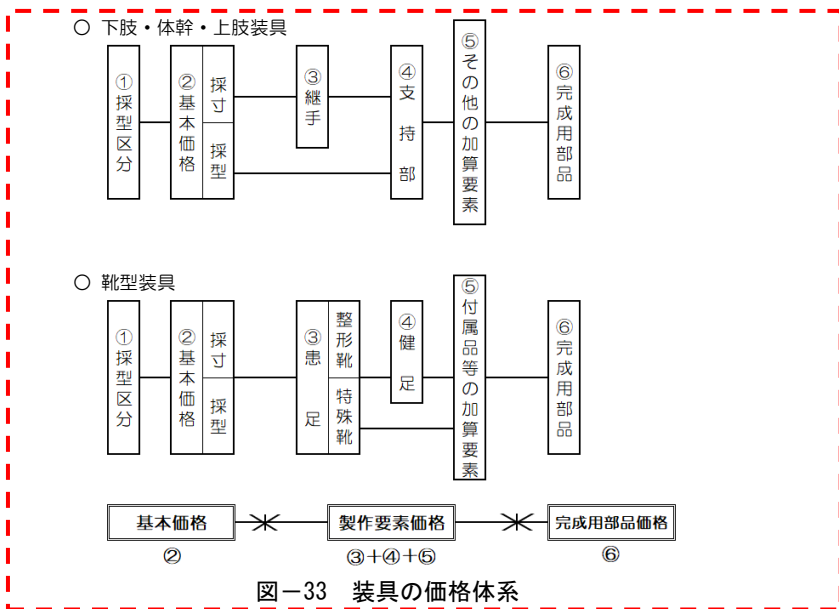 ○ 下肢・体幹・上肢装具
①採型区分
②基本価格
採寸
採型
③継手
④支持部
⑤その他の加算要素
⑥完成用部品
○ 靴型装具
①採型区分
②基本価格
採寸
採型
③患足
整形靴
特殊靴
④健足
⑤付属品等の加算要素
⑥完成用部品
基本価格
製作要素価格
完成用部品価格
②
③+④+⑤
⑥
図-33 装具の価格体系